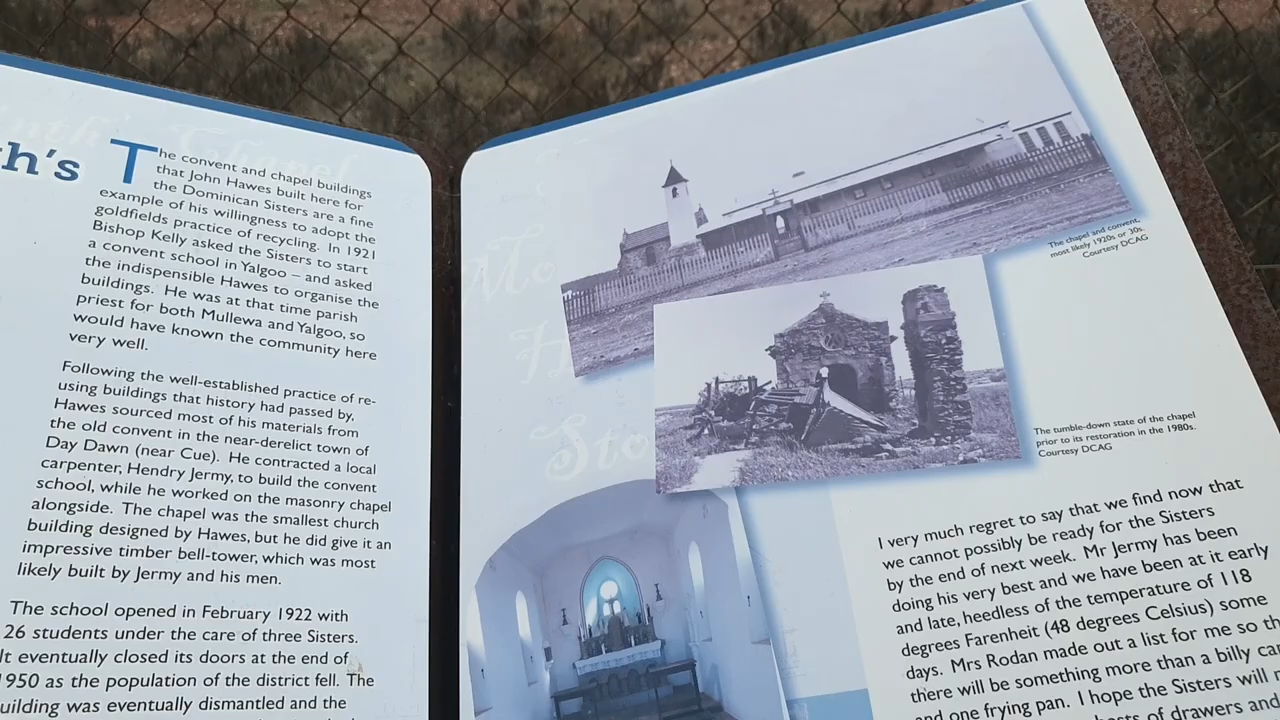 th's
The convent and chapel buildings
that John Hawes built here for
the Dominican Sisters are a fine
example of his willingness to adopt the
goldfields practice of recycling. In 1921
Bishop Kelly asked the Sisters to start
a convent school in Yalgoo – and asked
the indispensible Hawes to organise the
buildings. He was at that time parish
priest for both Mullewa and Yalgoo, so
would have known the community here
very well.
Following the well-established practice of re-
using buildings that history had passed by,
Hawes sourced most of his materials from
the old convent in the near-derelict town of
Day Dawn (near Cue). He contracted a local
carpenter, Hendry Jermy, to build the convent
school, while he worked on the masonry chapel
alongside. The chapel was the smallest church
building designed by Hawes, but he did give it an
impressive timber bell-tower, which was most
likely built by Jermy and his men.
The school opened in February 1922 with
26 students under the care of three Sisters.
It eventually closed its doors at the end of
1950 as the population of the district fell. The
building was eventually dismantled and the
The chapel and convent,
most likely 1920s or 30s.
Courtesy DCAG
The tumble-down state of the chapel
prior to its restoration in the 1980s.
Courtesy DCAG
I very much regret to say that we find now that
we cannot possibly be ready for the Sisters
by the end of next week. Mr Jermy has been
doing his very best and we have been at it early
and late, heedless of the temperature of 118
degrees Farenheit (48 degrees Celsius) some
days. Mrs Rodan made out a list for me so th
there will be something more than a billy can
and one frying pan. I hope the Sisters will
of drawers and